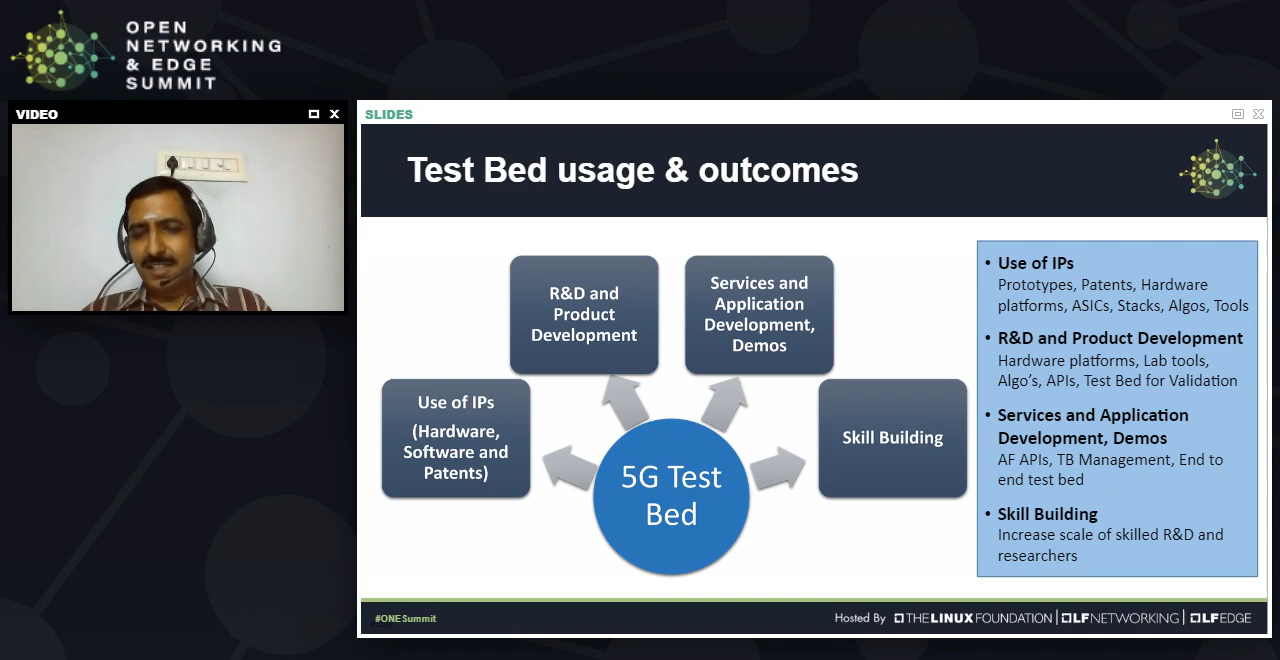 OPEN
NETWORKING
& EDGE
SUMMIT
VIDEO
SLIDES
Test Bed usage & outcomes
Use of IPs
(Hardware,
Software and
Patents)
R&D and
Product
Development
Services and
Application
Development,
Demos
Skill Building
5G Test
Bed
• Use of IPs
Prototypes, Patents, Hardware
platforms, ASICs, Stacks, Algos, Tools
• R&D and Product Development
Hardware platforms, Lab tools,
Algo's, APIs, Test Bed for Validation
• Services and Application
Development, Demos
AF APIs, TB Management, End to
end test bed
• Skill Building
Increase scale of skilled R&D and
researchers
#ONESummit
Hosted By THE LINUX FOUNDATION | LF NETWORKING | LF EDGE